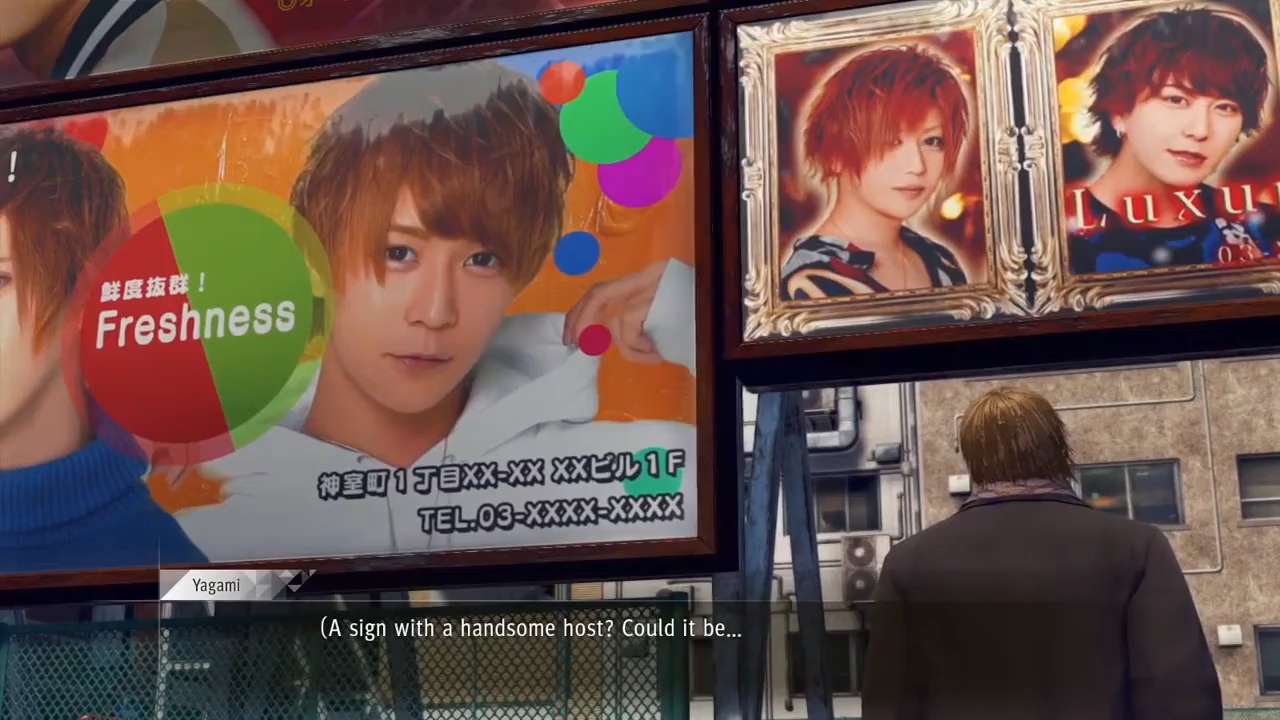 !
鮮度抜群!
Freshness
神室町1丁目XX-XX XXビル1F
TEL.03-XXXX-XXXX
Luxu
03-
Yagami
(A sign with a handsome host? Could it be...